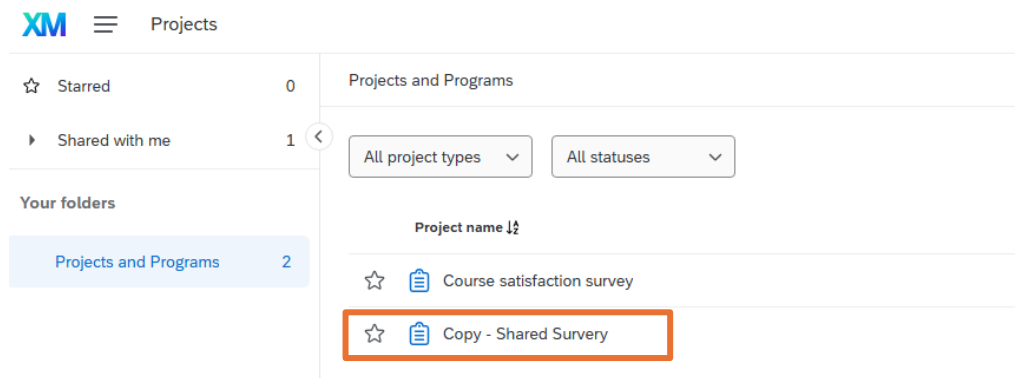 XM Projects
Starred 0
Shared with me 1
Your folders
Projects and Programs 2
Projects and Programs
All project types All statuses
Project name
Course satisfaction survey
Copy - Shared Survery